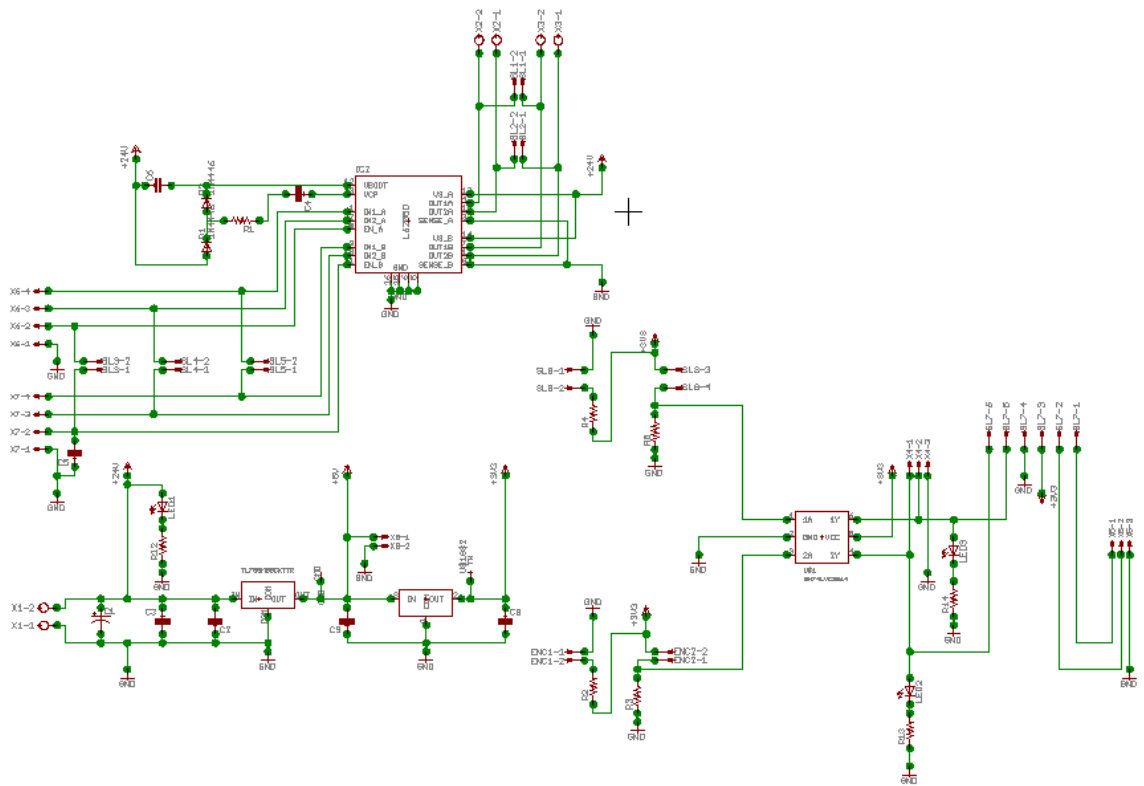 X2-2
X2-1
X3-2
X3-1
SL1-2
SL1-1
SL2-2
SL2-1
+24V
C6
IC2
+24V
VBOOT
VCP
IN1_A
IN2_A
EN_A
IN1_B
IN2_B
EN_B
VS_A
OUT1A
OUT2A
SENSE_A
VS_B
OUT1B
OUT2B
SENSE_B
GND
R1
GND
GND
X6-4
X6-3
X6-2
X6-1
GND
SL3-2
SL3-1
SL4-2
SL4-1
SL5-2
SL5-1
X7-4
X7-3
X7-2
X7-1
GND
GND
SL8-1
SL8-2
SL8-3
SL8-4
R4
GND
SL7-6
SL7-5
SL7-4
SL7-3
SL7-2
SL7-1
X4-1
X4-2
X4-3
+3V3
GND
+3V3
X5-1
X5-2
X5-3
GND
+24V
LED1
R12
GND
+5V
+3V3
X8-1
X8-2
GND
IN
OUT
IN
OUT
X1-2
X1-1
C3
C8
GND
GND
GND
1A
GND
2A
1Y
VCC
2Y
GND
GND
LED3
R14
GND
GND
+3V3
ENC1-1
ENC1-2
ENC2-2
ENC2-1
R2
R3
GND
LED2
R13
GND